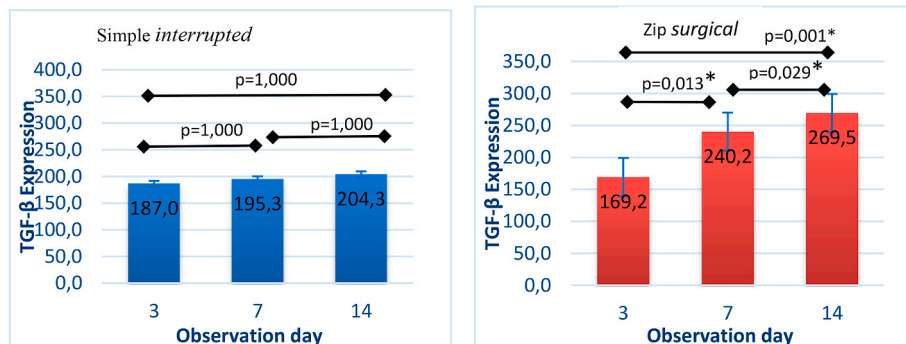 Simple interrupted
400,0
350,0
300,0
250,0
200,0
150,0
100,0
50,0
0,0
TGF-β Expression
p=1,000
p=1,000
p=1,000
187,0
195,3
204,3
3
7
14
Observation day
Zip surgical
350,0
300,0
250,0
200,0
150,0
100,0
50,0
0,0
TGF-β Expression
p=0,001*
p=0,013*
p=0,029*
169,2
240,2
269,5
3
7
14
Observation day